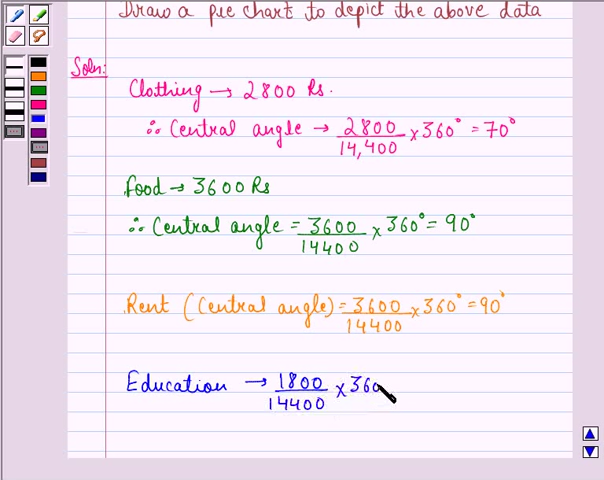 Draw a pie chart to depict the above data
Soln:
Clothing → 2800 Rs.
∴ Central angle → 2800/14,400 × 360° = 70°
Food → 3600 Rs
∴ Central angle = 3600/14400 × 360° = 90°
Rent (Central angle) = 3600/14400 × 360° = 90°
Education → 1800/14400 × 360